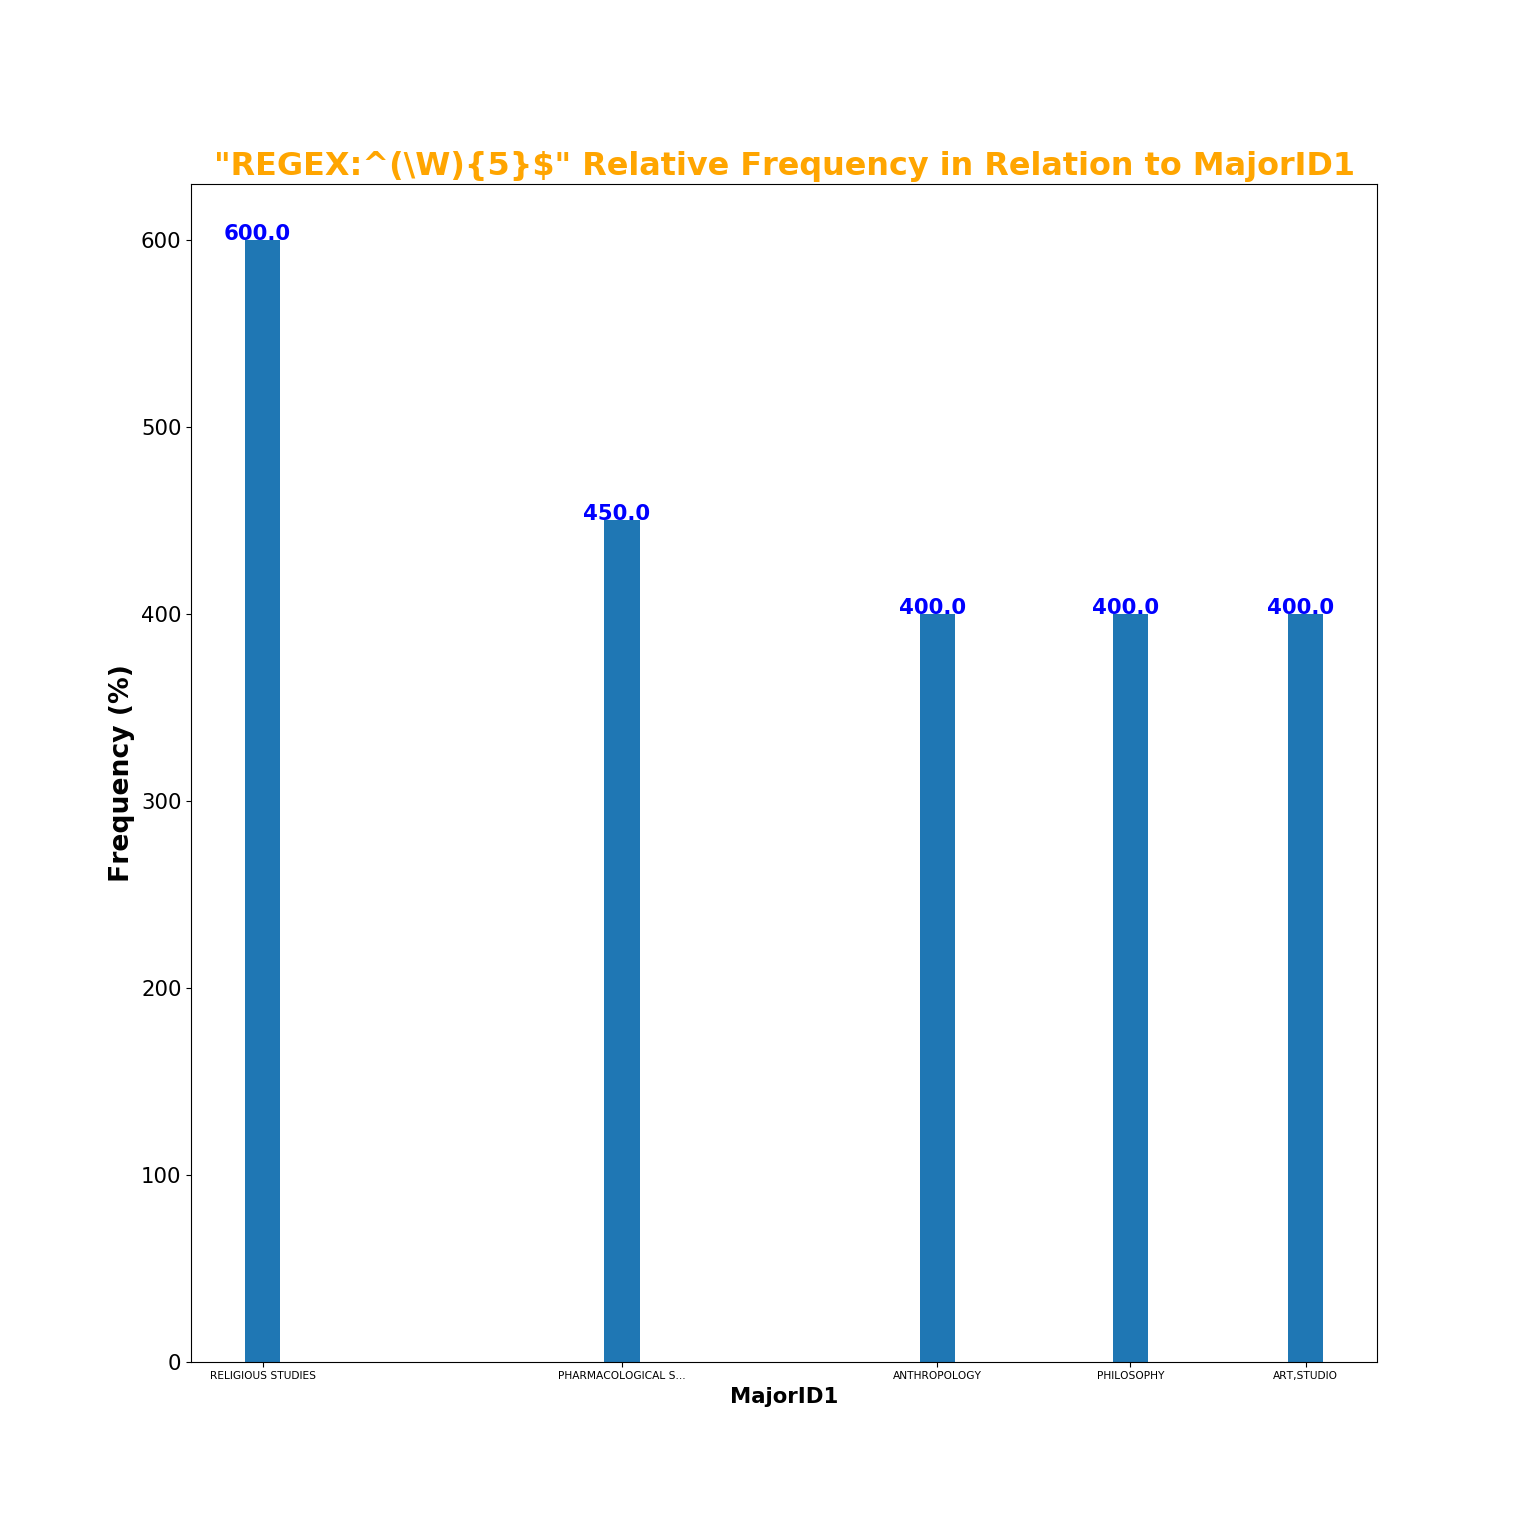 "REGEX:^(\W){5}$" Relative Frequency in Relation to MajorID1
600.0
450.0
400.0
400.0
400.0
600
500
400
300
200
100
0
Frequency (%)
RELIGIOUS STUDIES
PHARMACOLOGICAL S...
ANTHROPOLOGY
PHILOSOPHY
ART,STUDIO
MajorID1